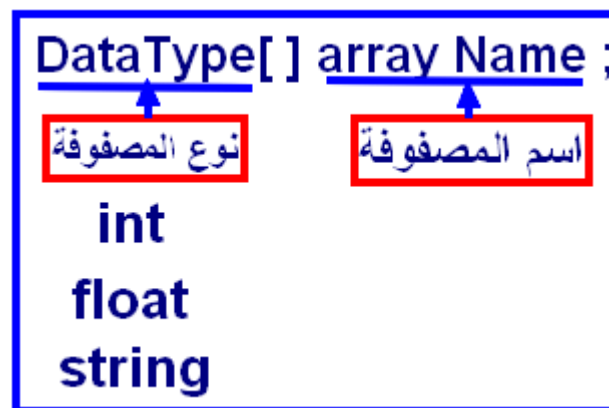 DataType[ ] array Name ;
نوع المصفوفة
اسم المصفوفة
int
float
string